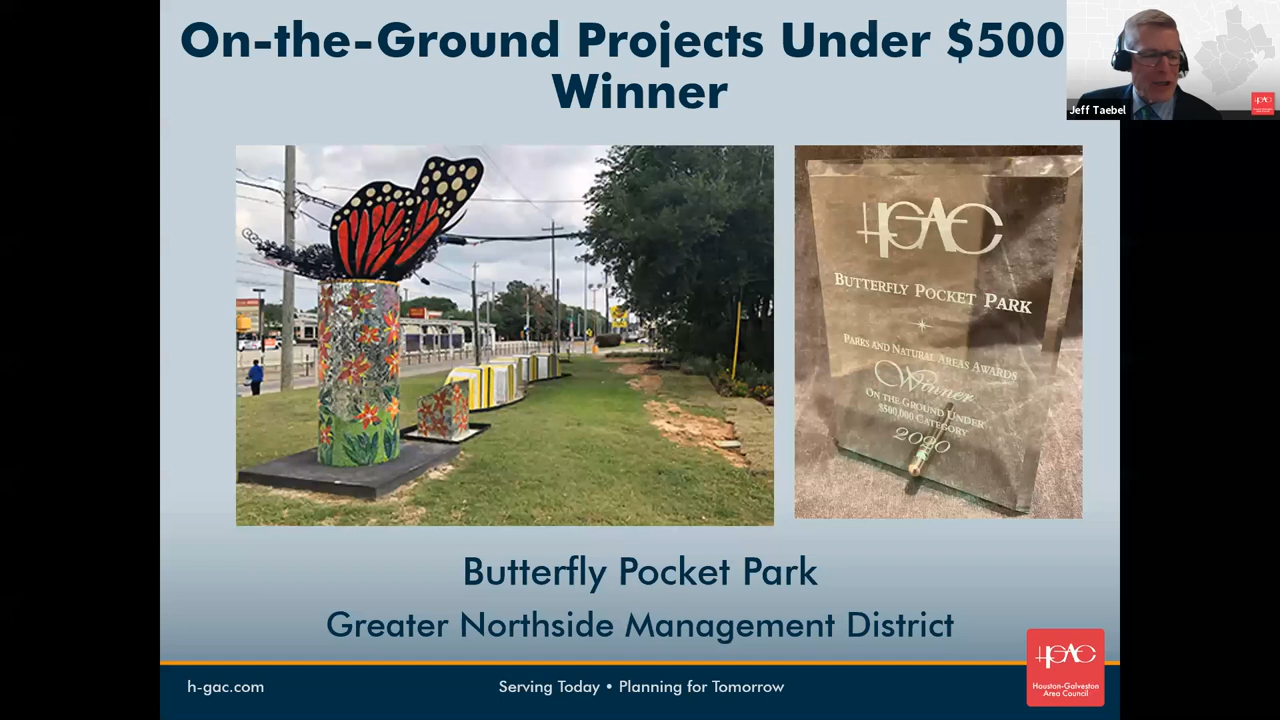 On-the-Ground Projects Under $500
Winner
Jeff Taebel
HGAC
BUTTERFLY POCKET PARK
PARKS AND NATURAL AREAS AWARDS
Winner
ON THE GROUND UNDER
$500,000 CATEGORY
2020
Butterfly Pocket Park
Greater Northside Management District
h-gac.com
Serving Today • Planning for Tomorrow
HGAC
Houston-Galveston
Area Council